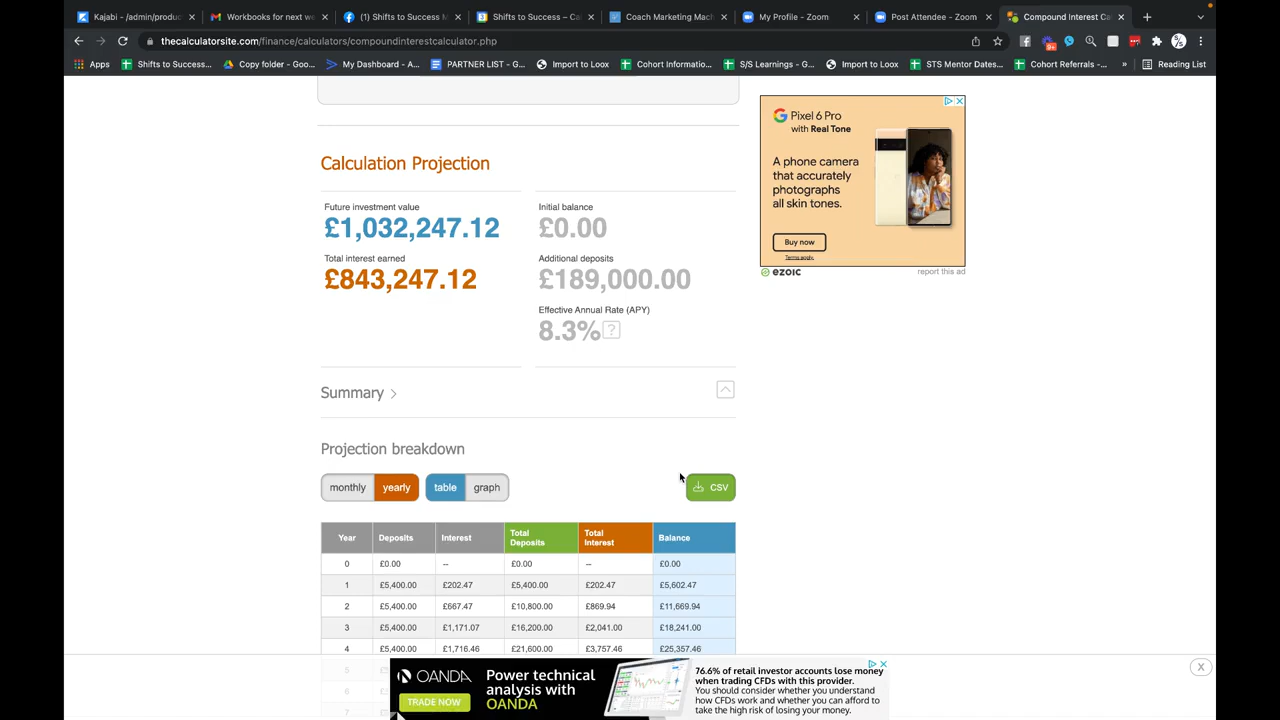 Kajabi - /admin/produc
Workbooks for next we
(1) Shifts to Success M
Shifts to Success – Ca
Coach Marketing Mach
My Profile - Zoom
Post Attendee - Zoom
Compound Interest Ca
thecalculatorsite.com/finance/calculators/compoundinterestcalculator.php
Apps
Shifts to Success...
Copy folder - Goo...
My Dashboard - A...
PARTNER LIST - G...
Import to Loox
Cohort Informatio...
S/S Learnings - G...
Import to Loox
STS Mentor Dates...
Cohort Referrals -...
»
Reading List
Calculation Projection
Future investment value
£1,032,247.12
Total interest earned
£843,247.12
Initial balance
£0.00
Additional deposits
£189,000.00
Effective Annual Rate (APY)
8.3% ?
Pixel 6 Pro
with Real Tone
A phone camera
that accurately
photographs
all skin tones.
Buy now
Terms apply.
ezoic
report this ad
Summary
Projection breakdown
monthly yearly table graph
CSV
Year Deposits Interest Total Deposits Total Interest Balance
0 £0.00 -- £0.00 -- £0.00
1 £5,400.00 £202.47 £5,400.00 £202.47 £5,602.47
2 £5,400.00 £667.47 £10,800.00 £869.94 £11,669.94
3 £5,400.00 £1,171.07 £16,200.00 £2,041.00 £18,241.00
4 £5,400.00 £1,716.46 £21,600.00 £3,757.46 £25,357.46
5
6
7
OANDA
TRADE NOW
Power technical
analysis with
OANDA
76.6% of retail investor accounts lose money
when trading CFDs with this provider.
You should consider whether you understand
how CFDs work and whether you can afford to
take the high risk of losing your money.
X